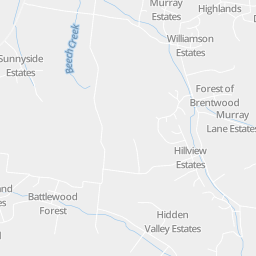 Murray
Estates
Highlands
Williamson
Estates
Beech Creek
Sunnyside
Estates
Forest of
Brentwood
Murray
Lane Estates
Hillview
Estates
Battlewood
Forest
Hidden
Valley Estates